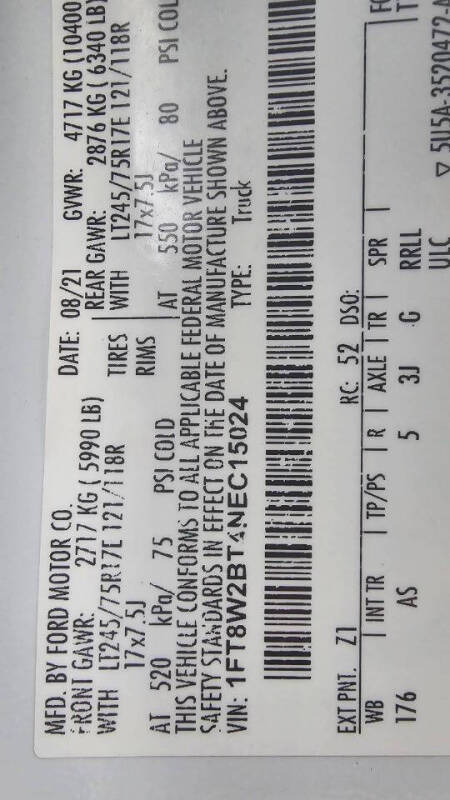 MFD. BY FORD MOTOR CO.
DATE: 08/21 GVWR: 4717 KG (10400
FRONT GAWR: 2717 KG ( 5990 LB) REAR GAWR: 2876 KG ( 6340 LB)
WITH LT245/75R17E 121/118R TIRES WITH LT245/75R17E 121/118R
17x7.5J RIMS 17x7.5J
AT 520 kPa/ 75 PSI COLD AT 550 kPa/ 80 PSI COL
THIS VEHICLE CONFORMS TO ALL APPLICABLE FEDERAL MOTOR VEHICLE
SAFETY STANDARDS IN EFFECT ON THE DATE OF MANUFACTURE SHOWN ABOVE.
VIN: 1FT8W2BT4NEC15024 TYPE: Truck
EXT PNT: Z1 RC: 52 DSO:
WB | INT TR | TP/PS | R | AXLE | TR | SPR |
176 AS 5 3J G RRLL
ULC
▽ 5U5A-3520472-A